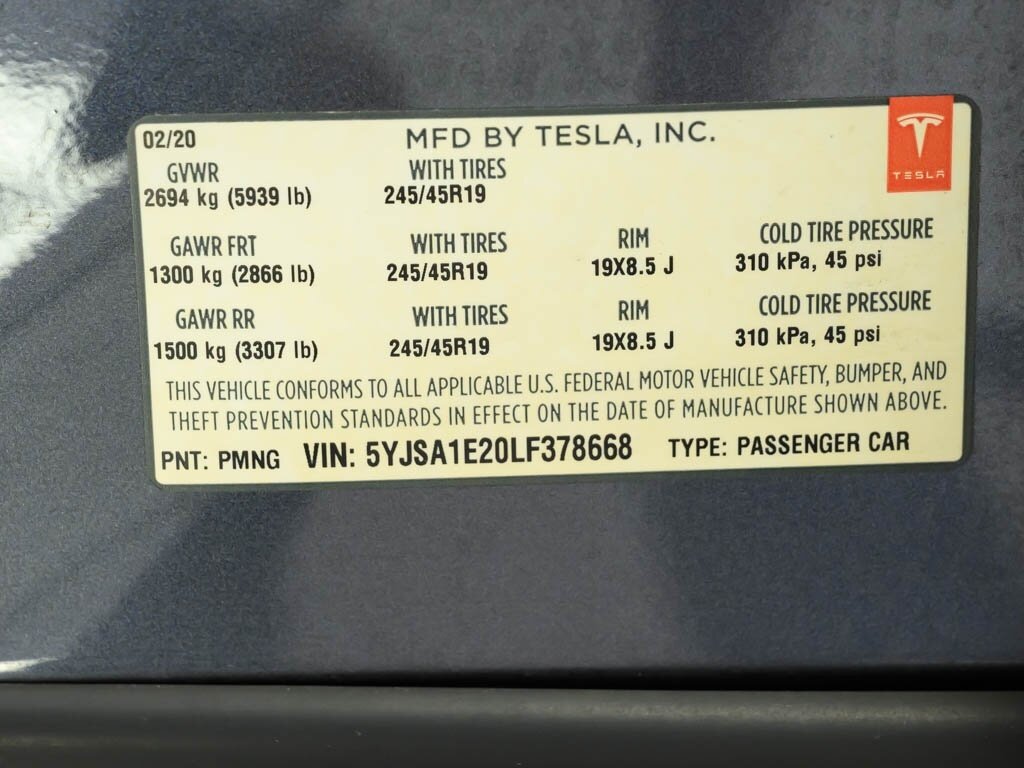 02/20 MFD BY TESLA, INC. TESLA
GVWR WITH TIRES
2694 kg (5939 lb) 245/45R19
GAWR FRT WITH TIRES RIM COLD TIRE PRESSURE
1300 kg (2866 lb) 245/45R19 19X8.5 J 310 kPa, 45 psi
GAWR RR WITH TIRES RIM COLD TIRE PRESSURE
1500 kg (3307 lb) 245/45R19 19X8.5 J 310 kPa, 45 psi
THIS VEHICLE CONFORMS TO ALL APPLICABLE U.S. FEDERAL MOTOR VEHICLE SAFETY, BUMPER, AND
THEFT PREVENTION STANDARDS IN EFFECT ON THE DATE OF MANUFACTURE SHOWN ABOVE.
PNT: PMNG VIN: 5YJSA1E20LF378668 TYPE: PASSENGER CAR